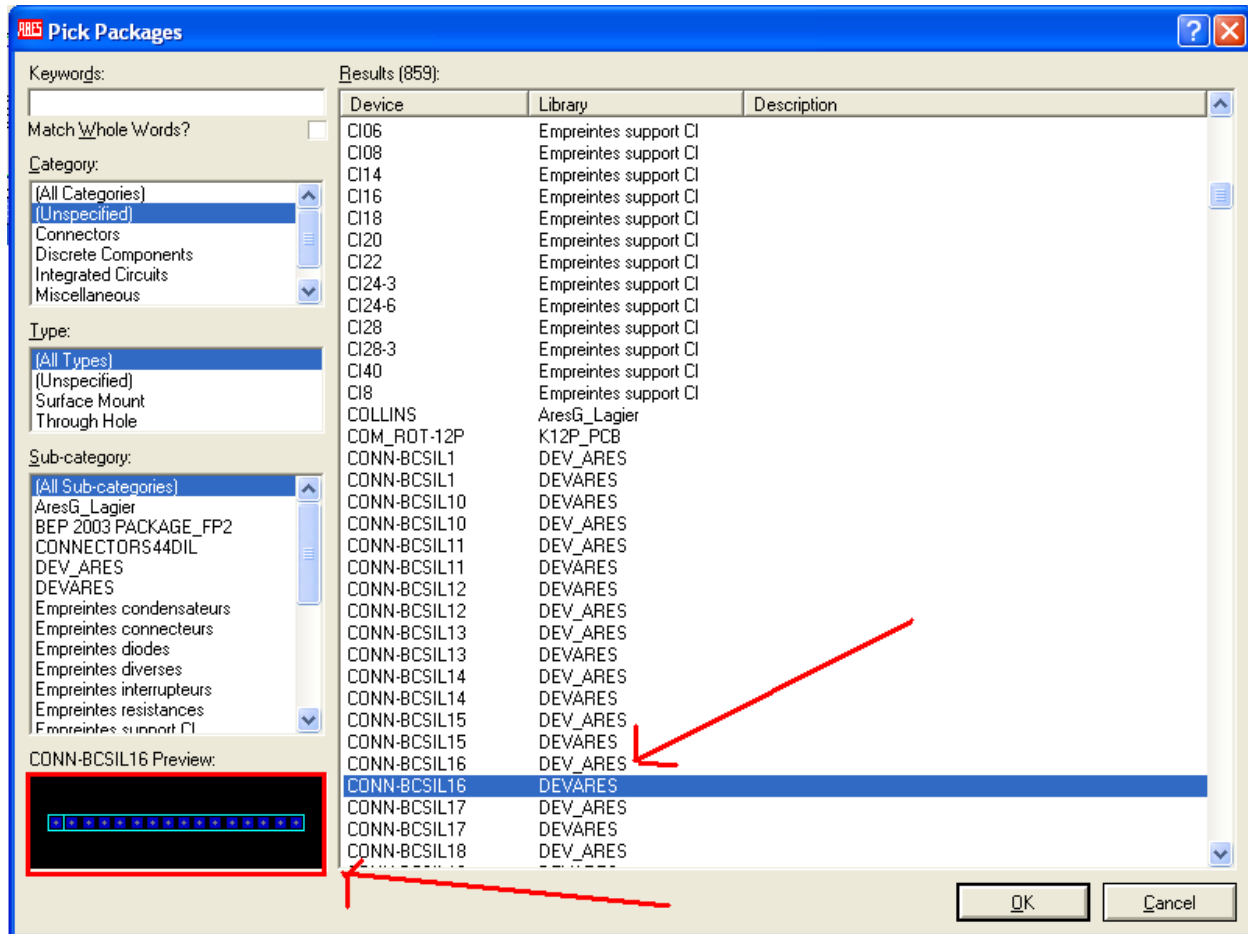 ARES Pick Packages
Keywords:
Match Whole Words?
Category:
(All Categories)
(Unspecified)
Connectors
Discrete Components
Integrated Circuits
Miscellaneous
Type:
(All Types)
(Unspecified)
Surface Mount
Through Hole
Sub-category:
(All Sub-categories)
AresG_Lagier
BEP 2003 PACKAGE_FP2
CONNECTORS44DIL
DEV_ARES
DEVARES
Empreintes condensateurs
Empreintes connecteurs
Empreintes diodes
Empreintes diverses
Empreintes interrupteurs
Empreintes resistances
Empreintes support CI
CONN-BCSIL16 Preview:
Results (859):
Device Library Description
CI06 Empreintes support CI
CI08 Empreintes support CI
CI14 Empreintes support CI
CI16 Empreintes support CI
CI18 Empreintes support CI
CI20 Empreintes support CI
CI22 Empreintes support CI
CI24-3 Empreintes support CI
CI24-6 Empreintes support CI
CI28 Empreintes support CI
CI28-3 Empreintes support CI
CI40 Empreintes support CI
CI8 Empreintes support CI
COLLINS AresG_Lagier
COM_ROT-12P K12P_PCB
CONN-BCSIL1 DEV_ARES
CONN-BCSIL1 DEVARES
CONN-BCSIL10 DEVARES
CONN-BCSIL10 DEV_ARES
CONN-BCSIL11 DEV_ARES
CONN-BCSIL11 DEVARES
CONN-BCSIL12 DEVARES
CONN-BCSIL12 DEV_ARES
CONN-BCSIL13 DEV_ARES
CONN-BCSIL13 DEVARES
CONN-BCSIL14 DEV_ARES
CONN-BCSIL14 DEVARES
CONN-BCSIL15 DEV_ARES
CONN-BCSIL15 DEVARES
CONN-BCSIL16 DEV_ARES
CONN-BCSIL16 DEVARES
CONN-BCSIL17 DEV_ARES
CONN-BCSIL17 DEVARES
CONN-BCSIL18 DEV_ARES
OK
Cancel